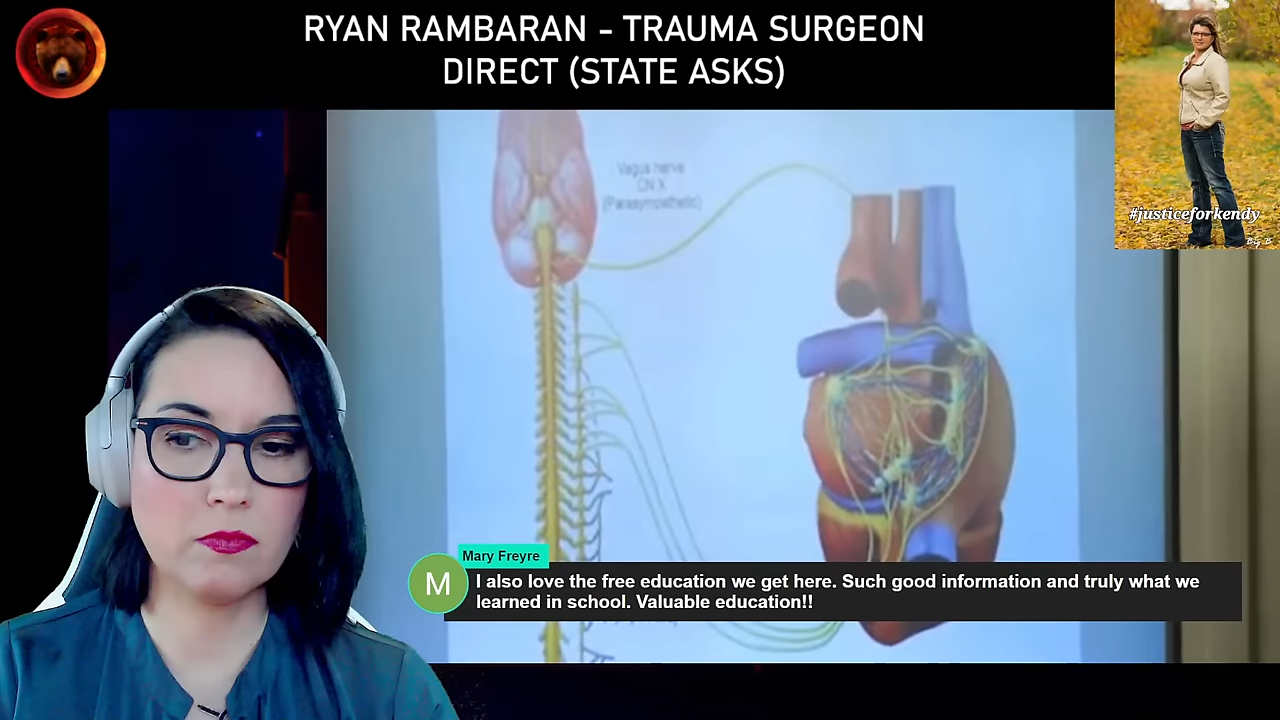 RYAN RAMBARAN - TRAUMA SURGEON
DIRECT (STATE ASKS)
#justiceforkendy
Big B
Vagus nerve
CN X
(Parasympathetic)
Mary Freyre
M
I also love the free education we get here. Such good information and truly what we
learned in school. Valuable education!!